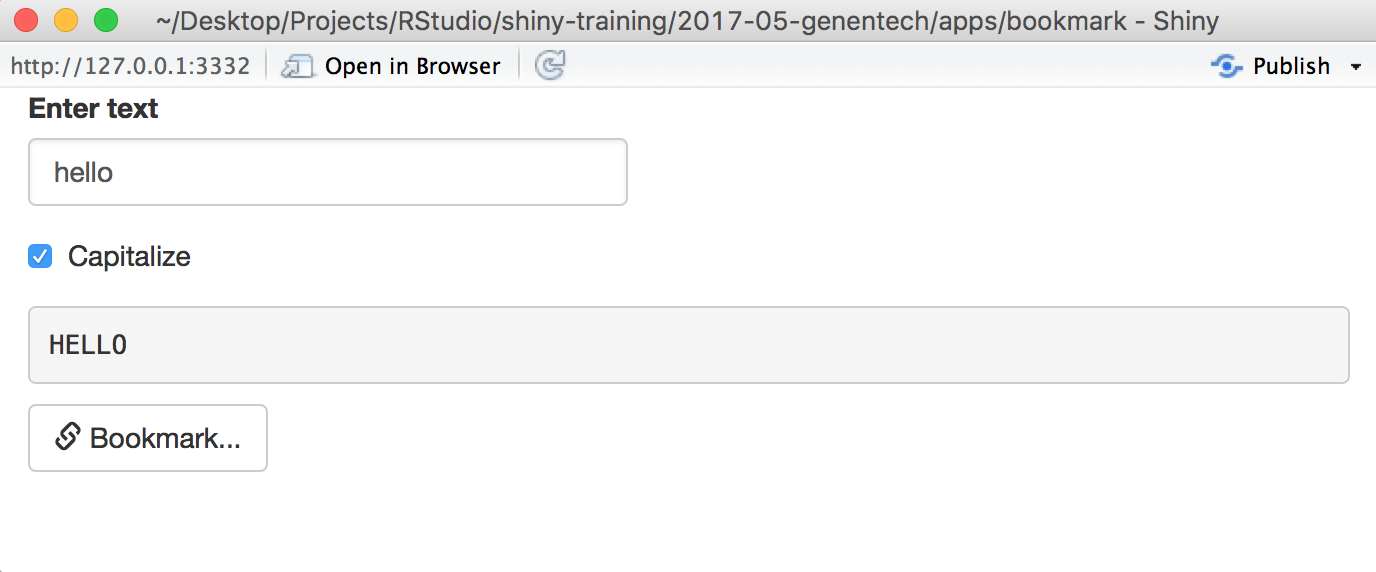 ~/Desktop/Projects/RStudio/shiny-training/2017-05-genentech/apps/bookmark - Shiny
http://127.0.0.1:3332 Open in Browser Publish
Enter text
hello
Capitalize
HELLO
Bookmark...